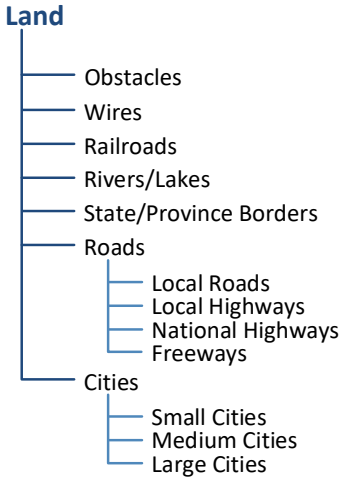 Land
Obstacles
Wires
Railroads
Rivers/Lakes
State/Province Borders
Roads
Local Roads
Local Highways
National Highways
Freeways
Cities
Small Cities
Medium Cities
Large Cities